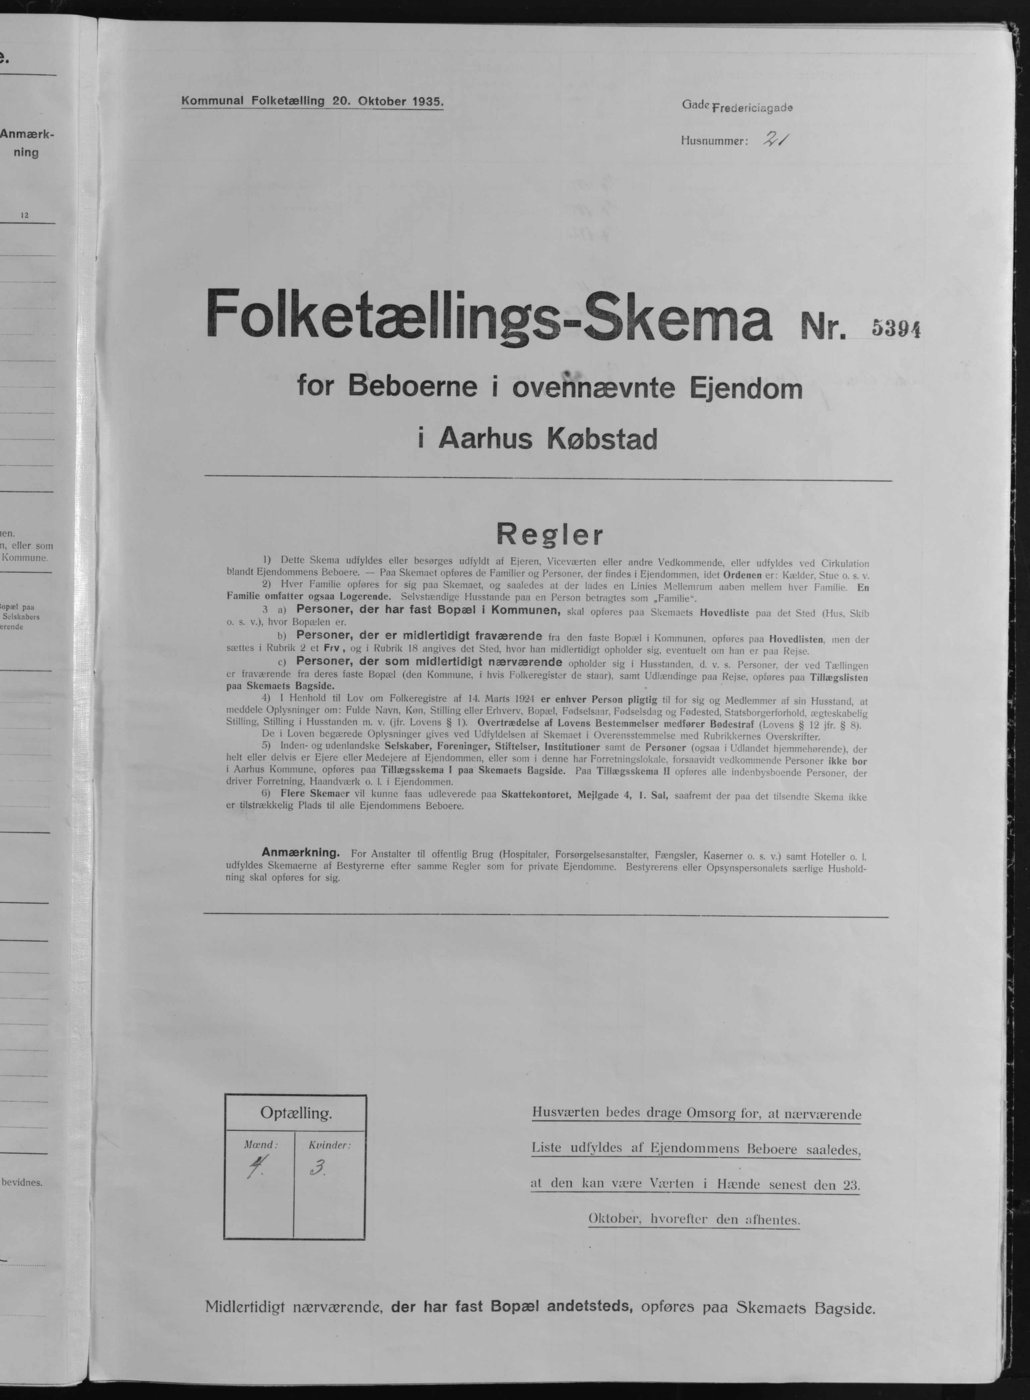 e.
Anmærk-
ning
12
n, eller som
Kommune.
opæl paa
Selskabers
erende
bevidnes.
Kommunal Folketælling 20. Oktober 1935.
Gade Fredericiagade
Husnummer: 21
Folketællings-Skema Nr. 5394
for Beboerne i ovennævnte Ejendom
i Aarhus Købstad
Regler
1) Dette Skema udfyldes eller besørges udfyldt af Ejeren, Viceværten eller andre Vedkommende, eller udfyldes ved Cirkulation
blandt Ejendommens Beboere. — Paa Skemaet opføres de Familier og Personer, der findes i Ejendommen, idet Ordenen er: Kælder, Stue o. s. v.
2) Hver Familie opføres for sig paa Skemaet, og saaledes at der lades en Linies Mellemrum aaben mellem hver Familie. En
Familie omfatter ogsaa Logerende. Selvstændige Husstande paa en Person betragtes som „Familie“.
3 a) Personer, der har fast Bopæl i Kommunen, skal opføres paa Skemaets Hovedliste paa det Sted (Hus, Skib
o. s. v.), hvor Bopælen er.
b) Personer, der er midlertidigt fraværende fra den faste Bopæl i Kommunen, opføres paa Hovedlisten, men der
sættes i Rubrik 2 et Frv , og i Rubrik 18 angives det Sted, hvor han midlertidigt opholder sig, eventuelt om han er paa Rejse.
c) Personer, der som midlertidigt nærværende opholder sig i Husstanden, d. v. s. Personer, der ved Tællingen
er fraværende fra deres faste Bopæl (den Kommune, i hvis Folkeregister de staar), samt Udlændinge paa Rejse, opføres paa Tillægslisten
paa Skemaets Bagside.
4) I Henhold til Lov om Folkeregistre af 14. Marts 1924 er enhver Person pligtig til for sig og Medlemmer af sin Husstand, at
meddele Oplysninger om: Fulde Navn, Køn, Stilling eller Erhverv, Bopæl, Fødselsaar, Fødselsdag og Fødested, Statsborgerforhold, ægteskabelig
Stilling, Stilling i Husstanden m. v. (jfr. Lovens § 1). Overtrædelse af Lovens Bestemmelser medfører Bødestraf (Lovens § 12 jfr. § 8).
De i Loven begærede Oplysninger gives ved Udfyldelsen af Skemaet i Overensstemmelse med Rubrikkernes Overskrifter.
5) Inden- og udenlandske Selskaber, Foreninger, Stiftelser, Institutioner samt de Personer (ogsaa i Udlandet hjemmehørende), der
helt eller delvis er Ejere eller Medejere af Ejendommen, eller som i denne har Forretningslokale, forsaavidt vedkommende Personer ikke bor
i Aarhus Kommune, opføres paa Tillægsskema I paa Skemaets Bagside. Paa Tillægsskema II opføres alle indenbysboende Personer, der
driver Forretning, Haandværk o. l. i Ejendommen.
6) Flere Skemaer vil kunne faas udleverede paa Skattekontoret, Mejlgade 4, 1. Sal, saafremt der paa det tilsendte Skema ikke
er tilstrækkelig Plads til alle Ejendommens Beboere.
Anmærkning. For Anstalter til offentlig Brug (Hospitaler, Forsørgelsesanstalter, Fængsler, Kaserner o. s. v.) samt Hoteller o. l.
udfyldes Skemaerne af Bestyrerne efter samme Regler som for private Ejendomme. Bestyrerens eller Opsynspersonalets særlige Hushold-
ning skal opføres for sig.
Optælling.
Mænd: Kvinder:
4. 3.
Husværten bedes drage Omsorg for, at nærværende
Liste udfyldes af Ejendommens Beboere saaledes,
at den kan være Værten i Hænde senest den 23.
Oktober, hvorefter den afhentes.
Midlertidigt nærværende, der har fast Bopæl andetsteds, opføres paa Skemaets Bagside.